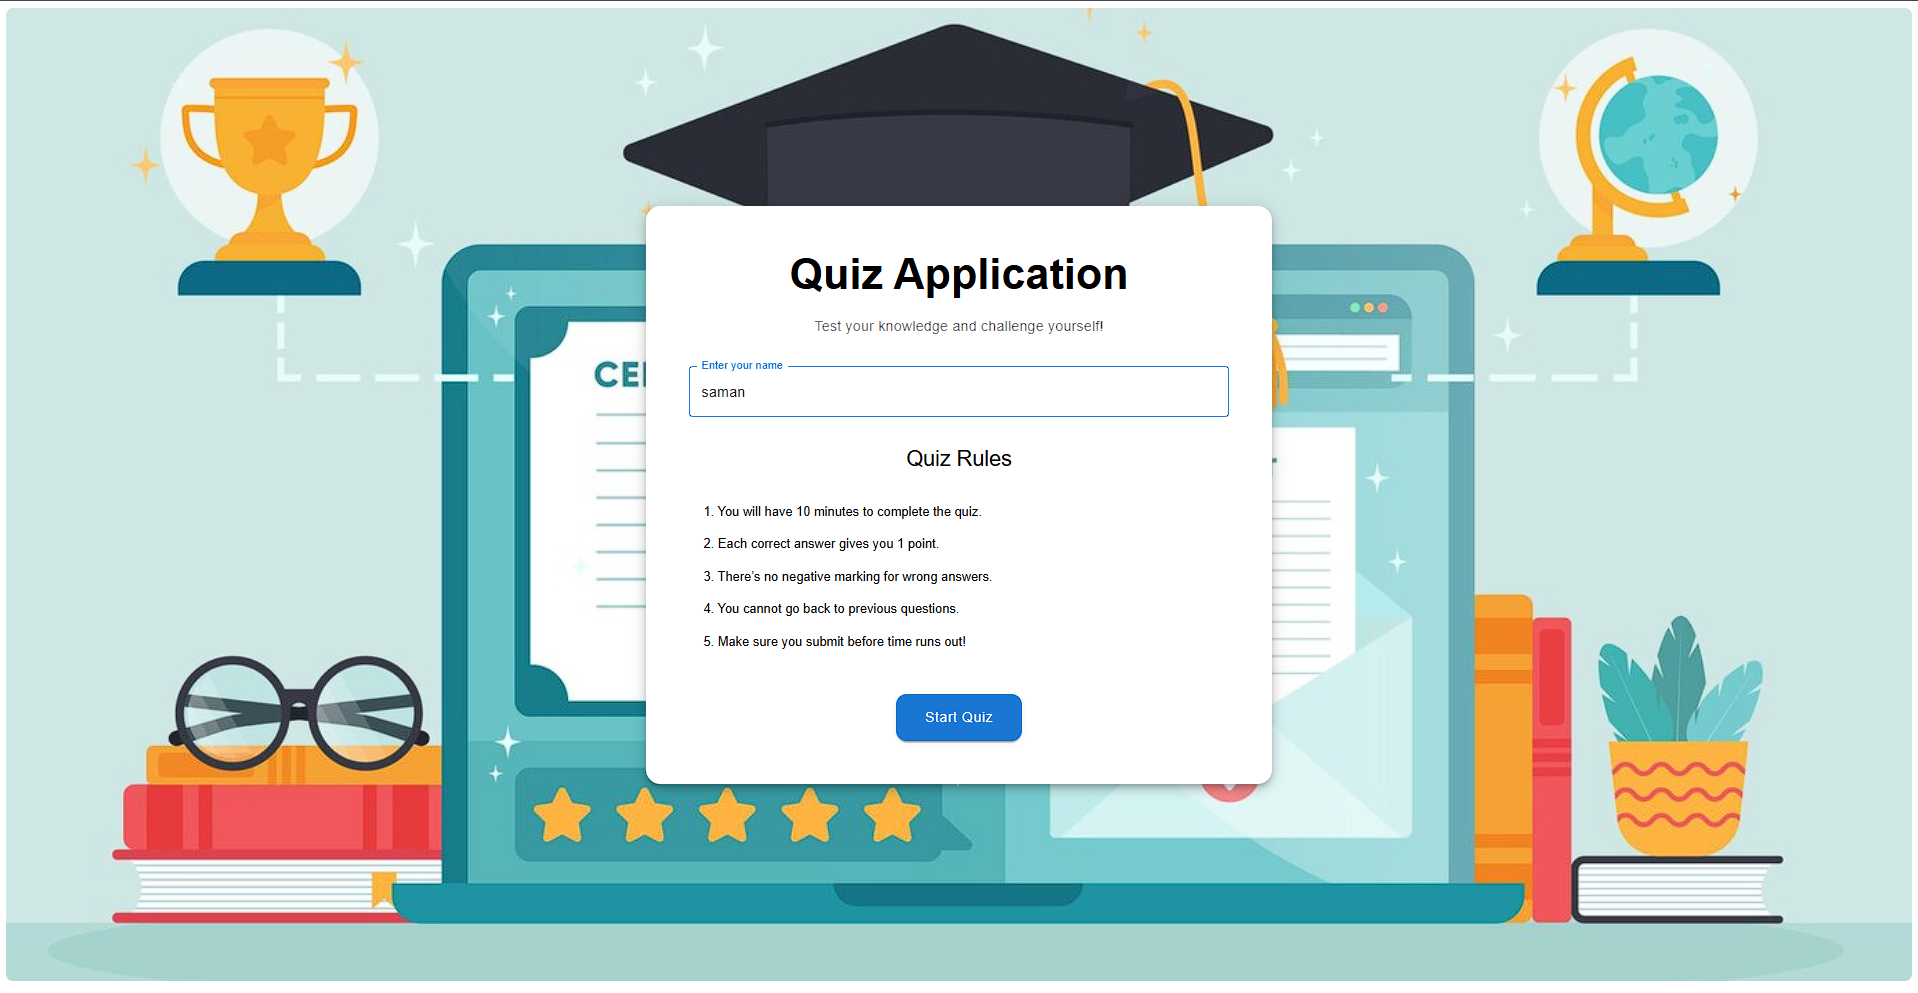 Quiz Application
Test your knowledge and challenge yourself!
Enter your name
saman
CE
Quiz Rules
1. You will have 10 minutes to complete the quiz.
2. Each correct answer gives you 1 point.
3. There's no negative marking for wrong answers.
4. You cannot go back to previous questions.
5. Make sure you submit before time runs out!
Start Quiz